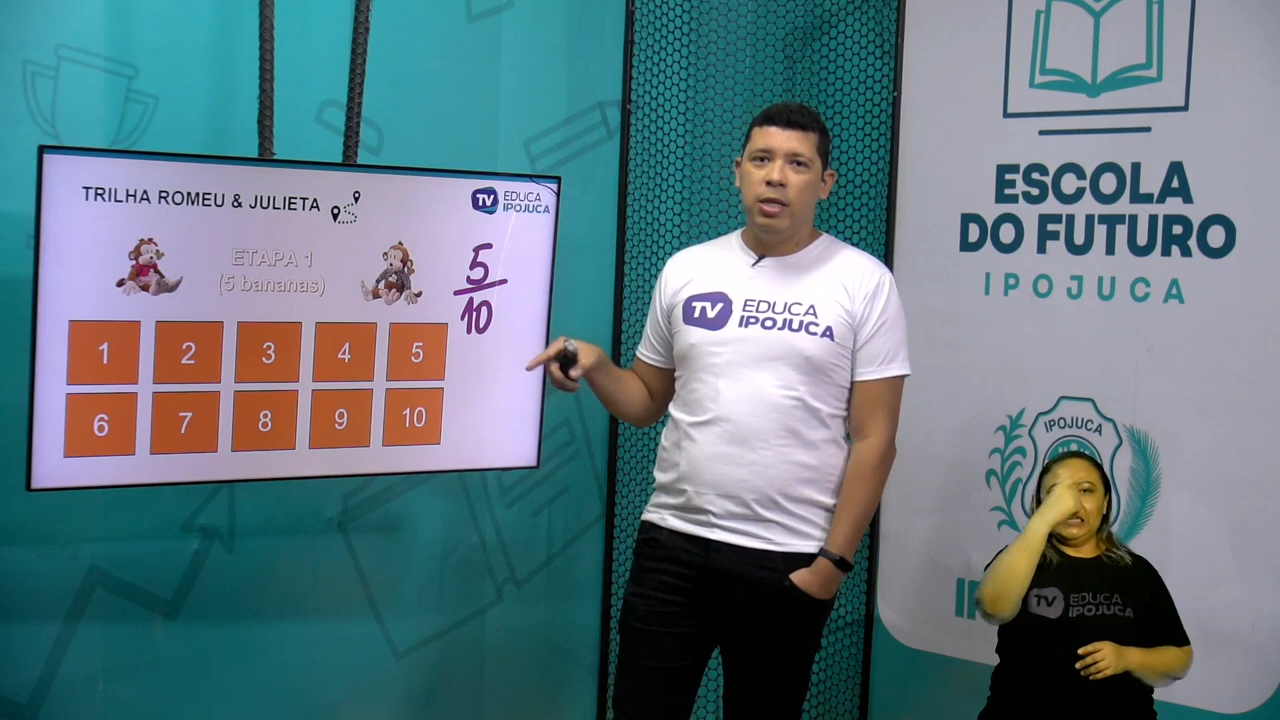 TRILHA ROMEU & JULIETA
TV EDUCA
IPOJUCA
ETAPA 1
(5 bananas)
5
10
1 2 3 4 5
6 7 8 9 10
TV EDUCA
IPOJUCA
ESCOLA
DO FUTURO
IPOJUCA
IPOJUCA
TV EDUCA
IPOJUCA